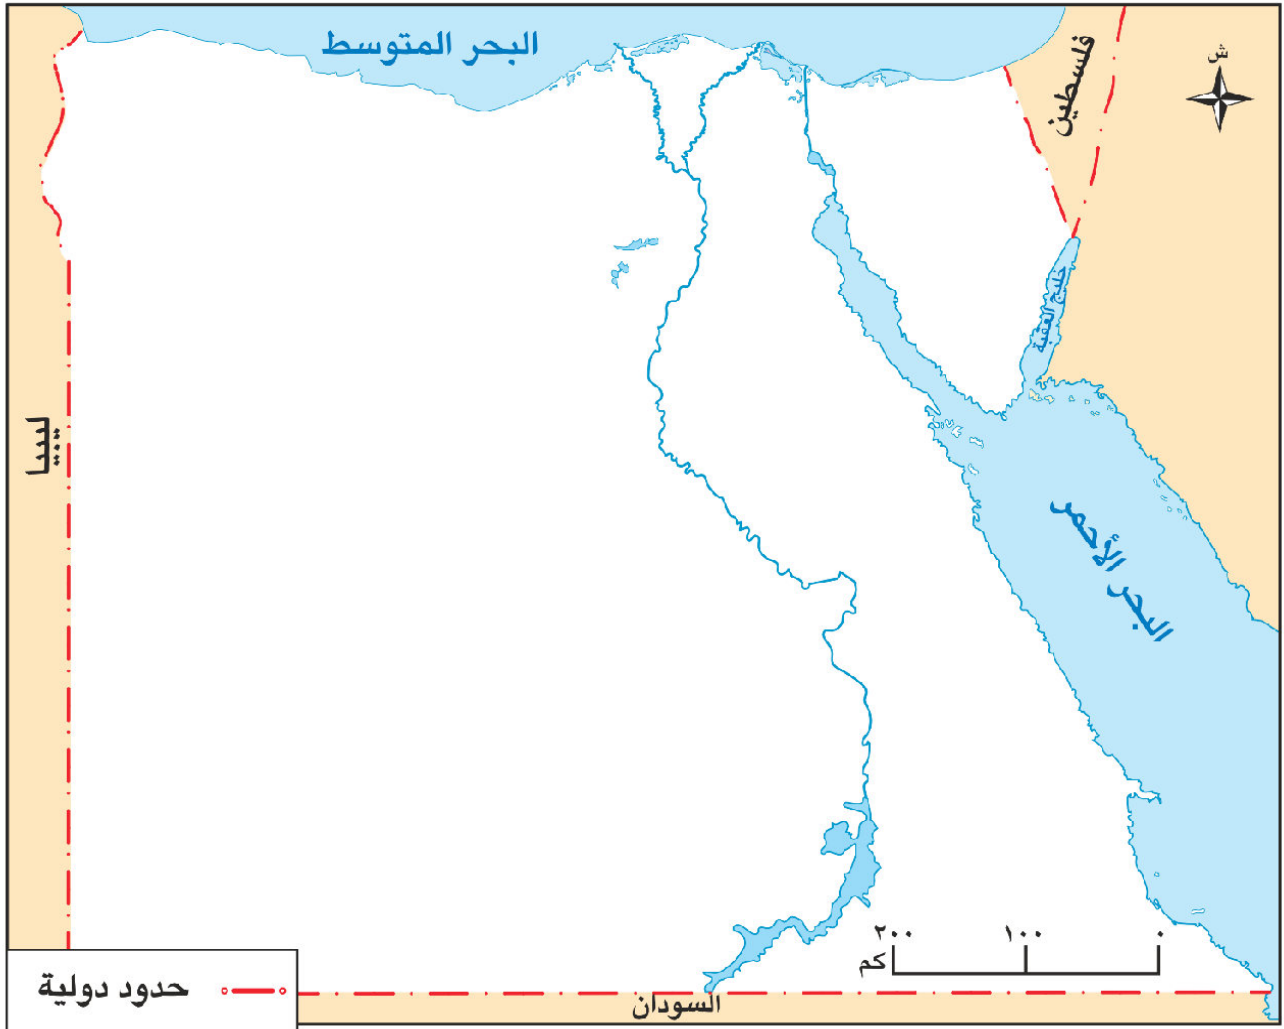 البحر المتوسط
فلسطين
ش
خليج العقبة
ليبيا
البحر الأحمر
٢٠٠ ١٠٠ ٠
كم
حدود دولية
السودان